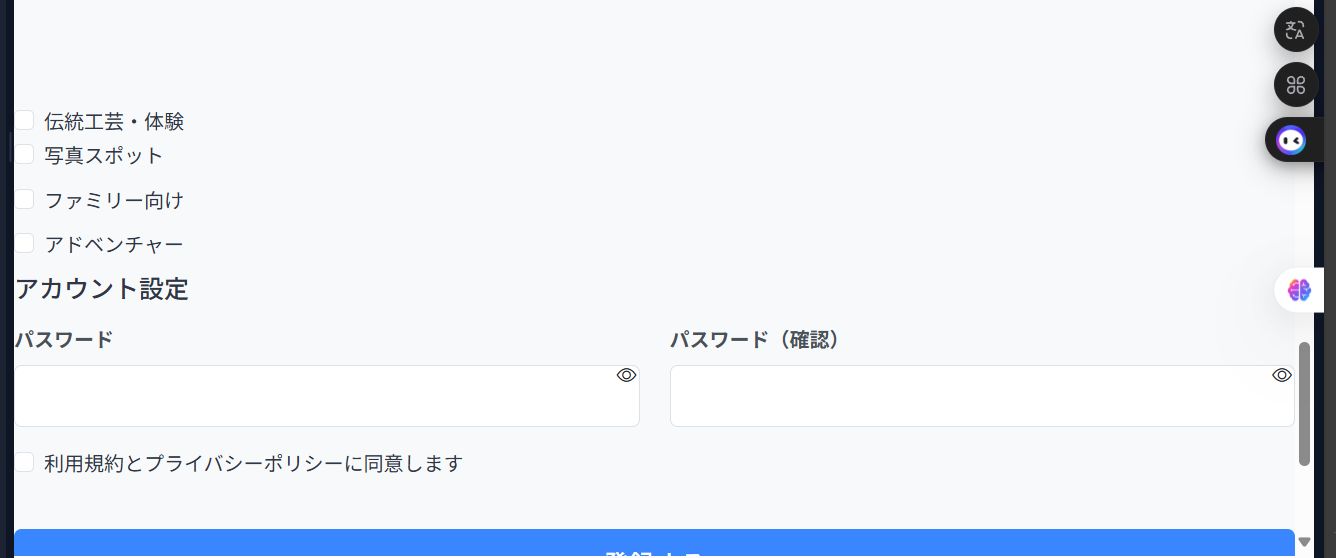 伝統工芸・体験
写真スポット
ファミリー向け
アドベンチャー
アカウント設定
パスワード
パスワード（確認）
利用規約とプライバシーポリシーに同意します